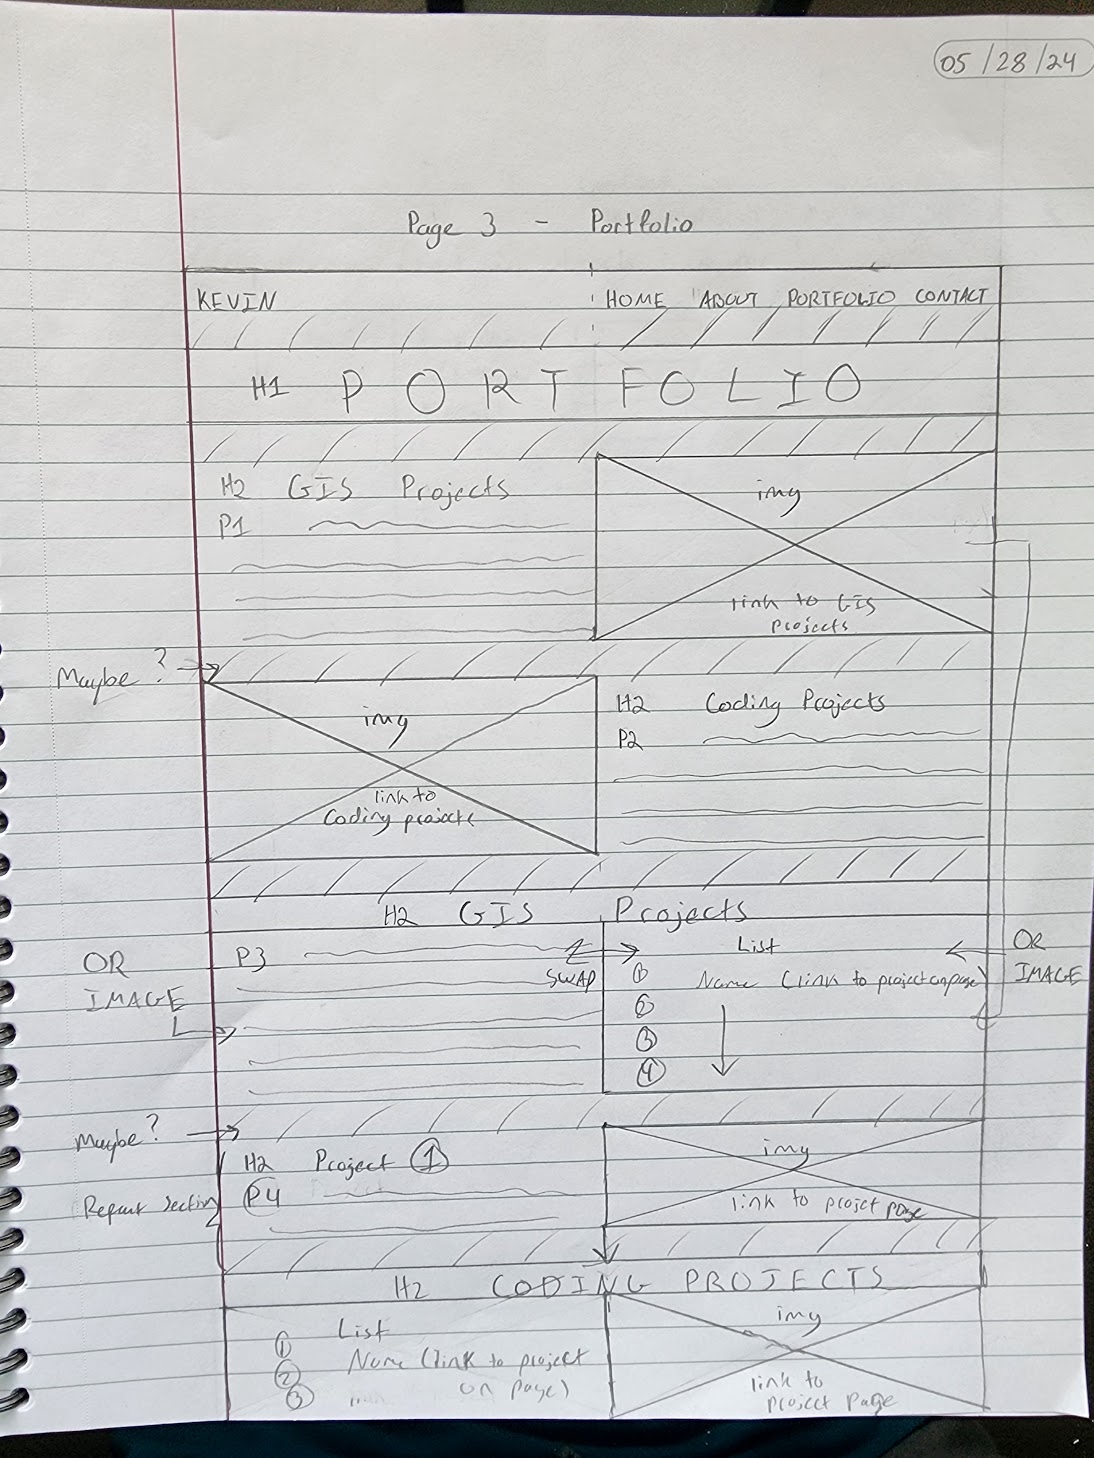 05/28/24
Page 3 - Portfolio
KEVIN HOME ABOUT PORTFOLIO CONTACT
H1 PORTFOLIO
H2 GIS Projects
P1
img
link to GIS
projects
Maybe?
img
link to
Coding projects
H2 Coding Projects
P2
H2 GIS Projects
OR
IMAGE
P3
SWAP
List
1 Name (link to project on page)
2
3
4
OR
IMAGE
Maybe?
Repeat section
H2 Project 1
P4
img
link to projct page
H2 CODING PROJECTS
List
1
2 Name (link to project
on page)
3
img
link to
project page